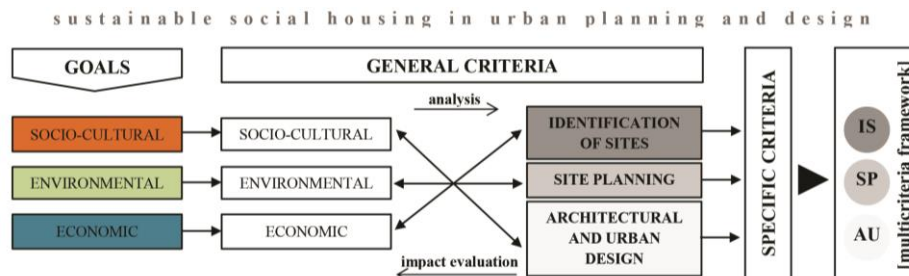 sustainable social housing in urban planning and design
GOALS
GENERAL CRITERIA
analysis
SOCIO-CULTURAL
SOCIO-CULTURAL
IDENTIFICATION
OF SITES
ENVIRONMENTAL
ENVIRONMENTAL
SITE PLANNING
ECONOMIC
ECONOMIC
ARCHITECTURAL
AND URBAN
DESIGN
impact evaluation
SPECIFIC CRITERIA
IS
SP
AU
[multicriteria framework]